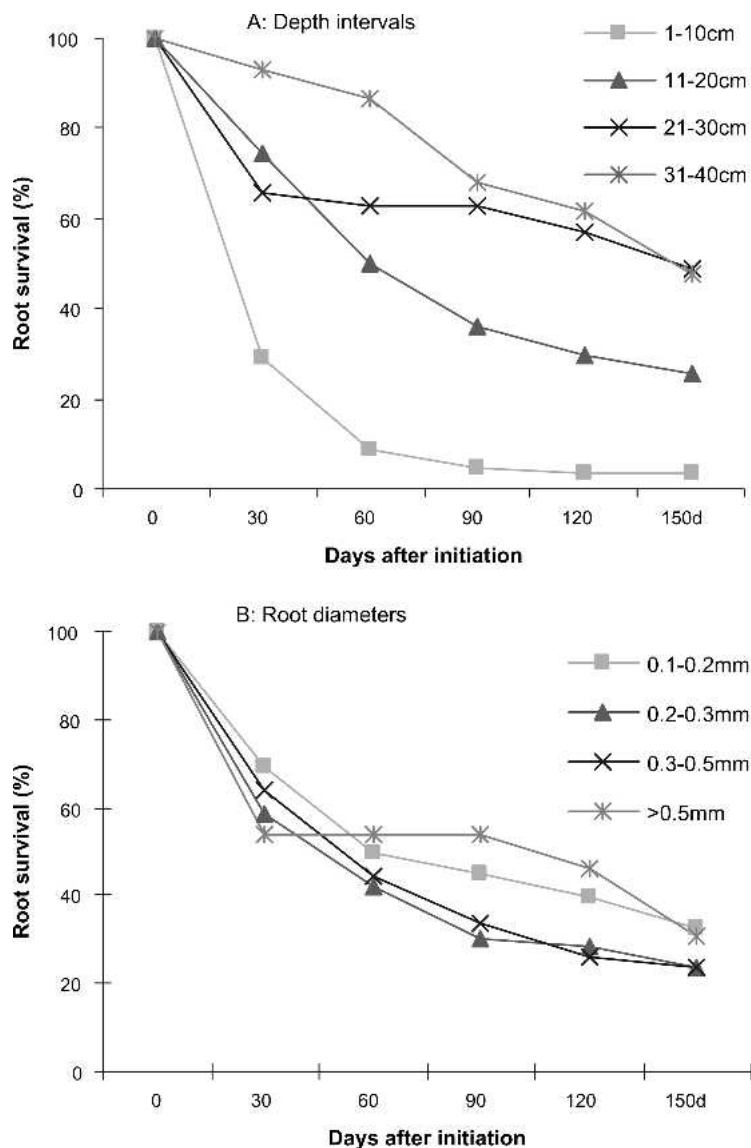 A: Depth intervals
100
80
60
40
20
0
Root survival (%)
1-10cm
11-20cm
21-30cm
31-40cm
0 30 60 90 120 150d
Days after initiation
B: Root diameters
100
80
60
40
20
0
Root survival (%)
0.1-0.2mm
0.2-0.3mm
0.3-0.5mm
>0.5mm
0 30 60 90 120 150d
Days after initiation